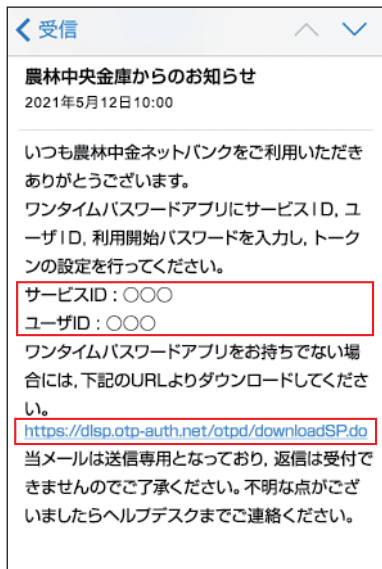 受信
農林中央金庫からのお知らせ
2021年5月12日10:00
いつも農林中金ネットバンクをご利用いただき
ありがとうございます。
ワンタイムパスワードアプリにサービスID, ユ
ーザID, 利用開始パスワードを入力し, トーク
ンの設定を行ってください。
サービスID：○○○
ユーザID：○○○
ワンタイムパスワードアプリをお持ちでない場
合には, 下記のURLよりダウンロードしてくださ
い。
https://dlsp.otp-auth.net/otpd/downloadSP.do
当メールは送信専用となっており, 返信は受付で
きませんのでご了承ください。不明な点がござ
いましたらヘルプデスクまでご連絡ください。